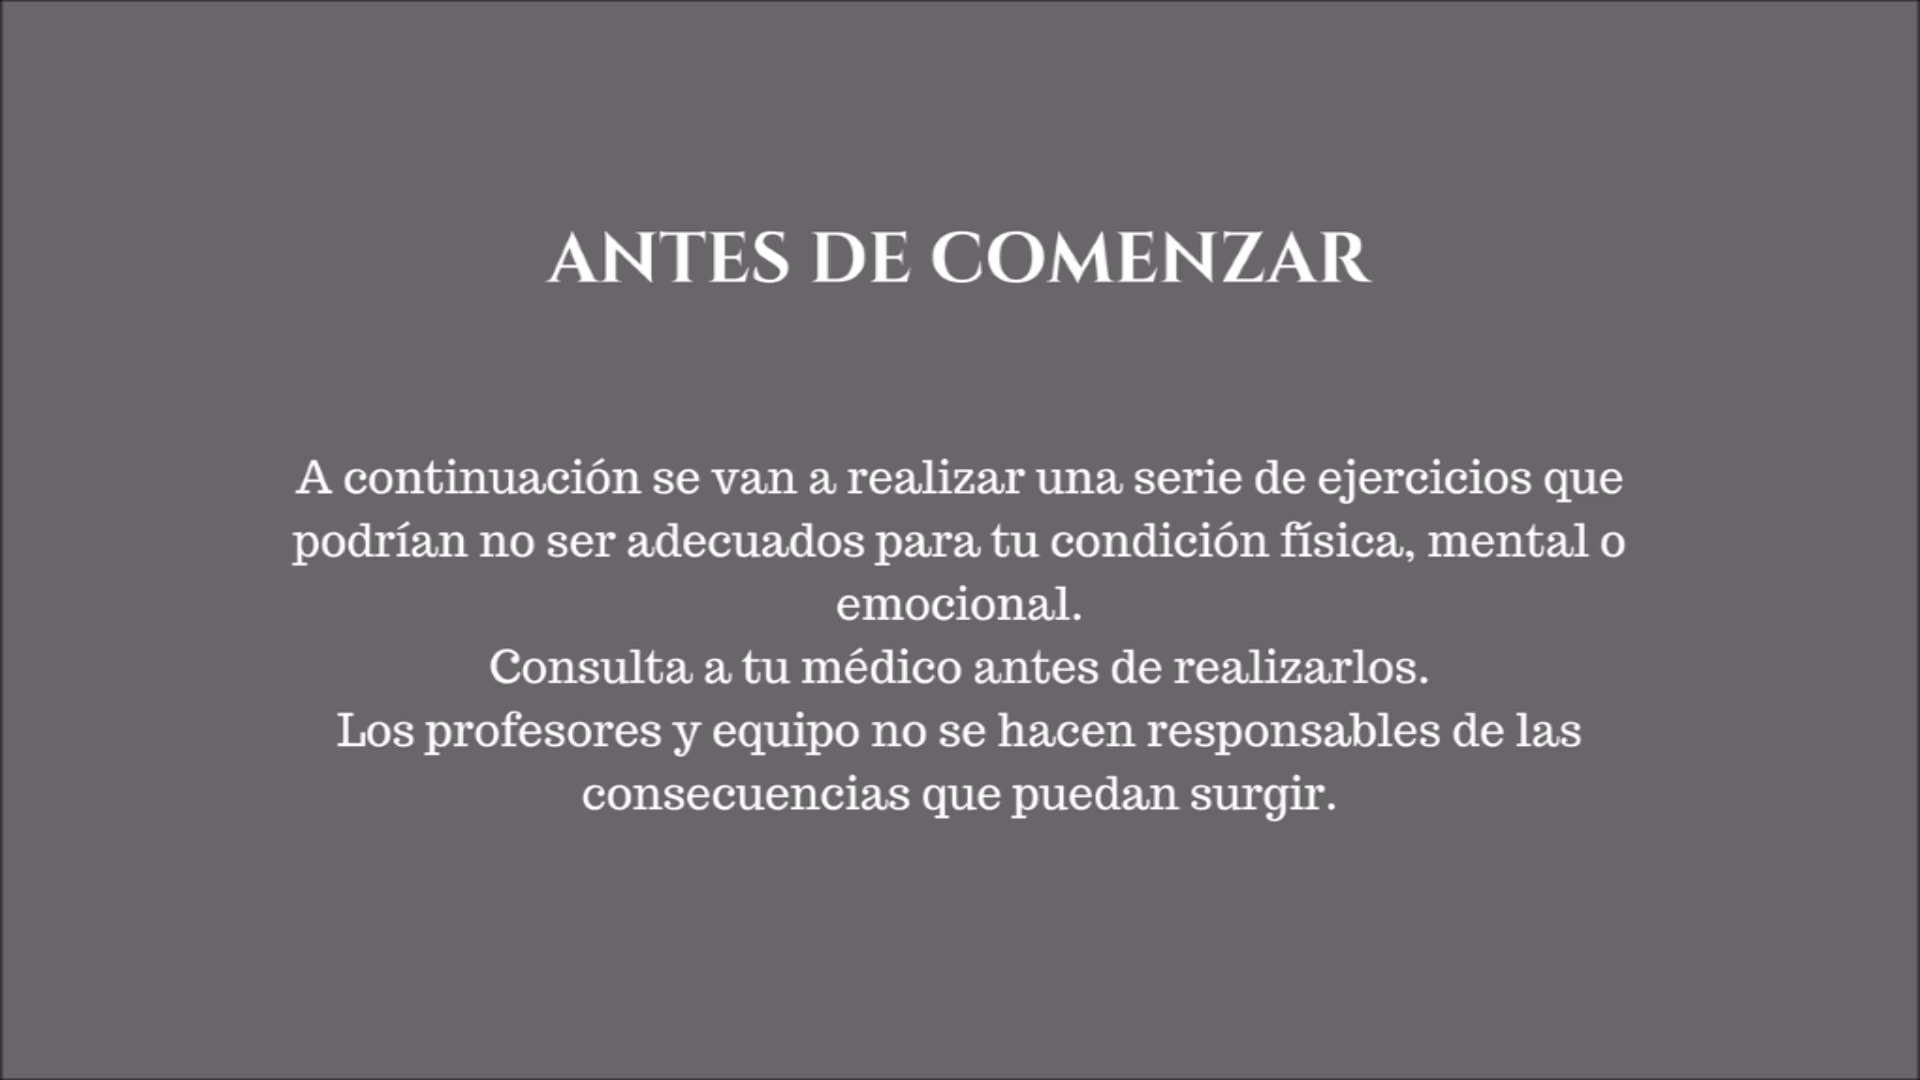 ANTES DE COMENZAR
A continuación se van a realizar una serie de ejercicios que
podrían no ser adecuados para tu condición física, mental o
emocional.
Consulta a tu médico antes de realizarlos.
Los profesores y equipo no se hacen responsables de las
consecuencias que puedan surgir.